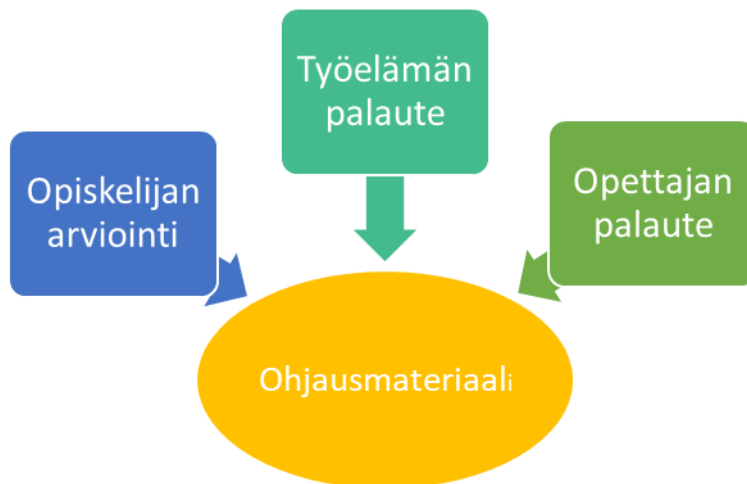 Työelämän
palaute
Opiskelijan
arviointi
Opettajan
palaute
Ohjausmateriaali